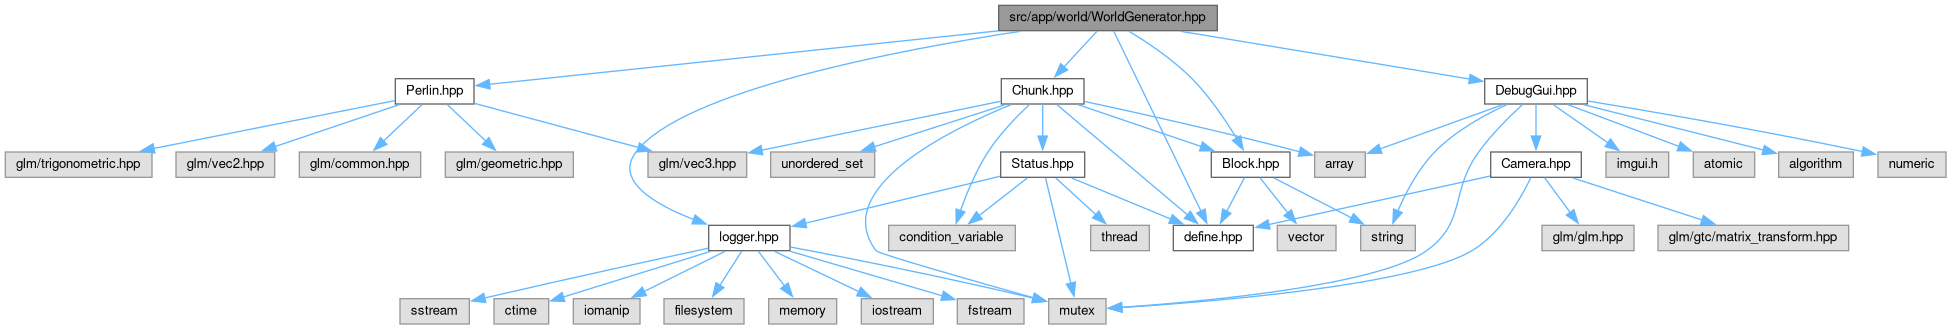 src/app/world/WorldGenerator.hpp
Perlin.hpp
Chunk.hpp
DebugGui.hpp
glm/trigonometric.hpp
glm/vec2.hpp
glm/common.hpp
glm/geometric.hpp
glm/vec3.hpp
unordered_set
Status.hpp
Block.hpp
array
Camera.hpp
imgui.h
atomic
algorithm
numeric
logger.hpp
condition_variable
thread
define.hpp
vector
string
glm/glm.hpp
glm/gtc/matrix_transform.hpp
sstream
ctime
iomanip
filesystem
memory
iostream
fstream
mutex